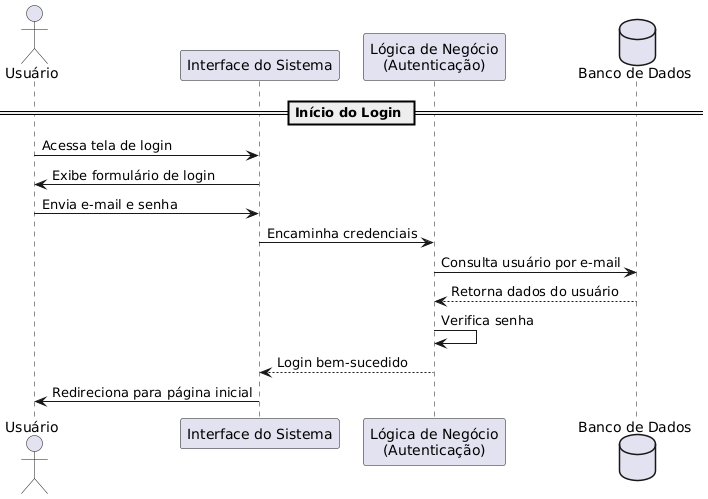 Usuário
Interface do Sistema
Lógica de Negócio
(Autenticação)
Banco de Dados
Início do Login
Acessa tela de login
Exibe formulário de login
Envia e-mail e senha
Encaminha credenciais
Consulta usuário por e-mail
Retorna dados do usuário
Verifica senha
Login bem-sucedido
Redireciona para página inicial
Usuário
Interface do Sistema
Lógica de Negócio
(Autenticação)
Banco de Dados